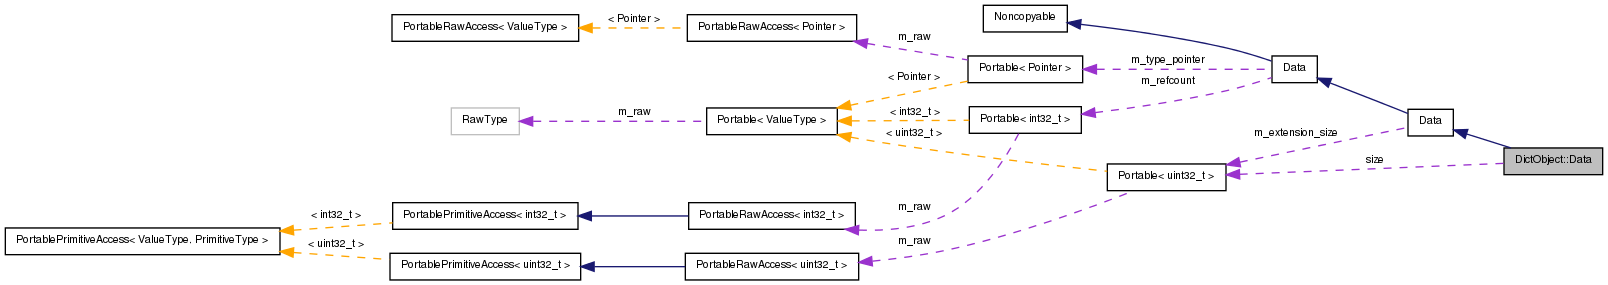 Noncopyable
PortableRawAccess< ValueType >
< Pointer >
PortableRawAccess< Pointer >
m_raw
Portable< Pointer >
m_type_pointer
Data
< Pointer >
m_refcount
RawType
m_raw
Portable< ValueType >
< int32_t >
Portable< int32_t >
Data
< uint32_t >
m_extension_size
DictObject::Data
size
Portable< uint32_t >
m_raw
< int32_t >
PortablePrimitiveAccess< int32_t >
PortableRawAccess< int32_t >
PortablePrimitiveAccess< ValueType, PrimitiveType >
< uint32_t >
m_raw
PortablePrimitiveAccess< uint32_t >
PortableRawAccess< uint32_t >